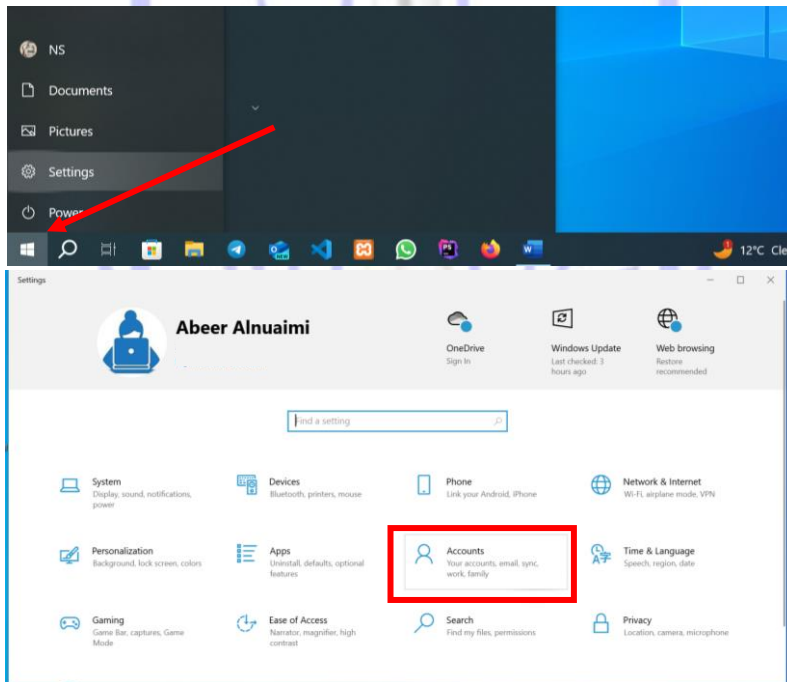 NS
Documents
Pictures
Settings
Power
12°C Cle
Settings
Abeer Alnuaimi
OneDrive
Sign In
Windows Update
Last checked: 3
hours ago
Web browsing
Restore
recommended
Find a setting
System
Display, sound, notifications,
power
Devices
Bluetooth, printers, mouse
Phone
Link your Android, iPhone
Network & Internet
Wi-Fi, airplane mode, VPN
Personalization
Background, lock screen, colors
Apps
Uninstall, defaults, optional
features
Accounts
Your accounts, email, sync,
work, family
Time & Language
Speech, region, date
Gaming
Game Bar, captures, Game
Mode
Ease of Access
Narrator, magnifier, high
contrast
Search
Find my files, permissions
Privacy
Location, camera, microphone